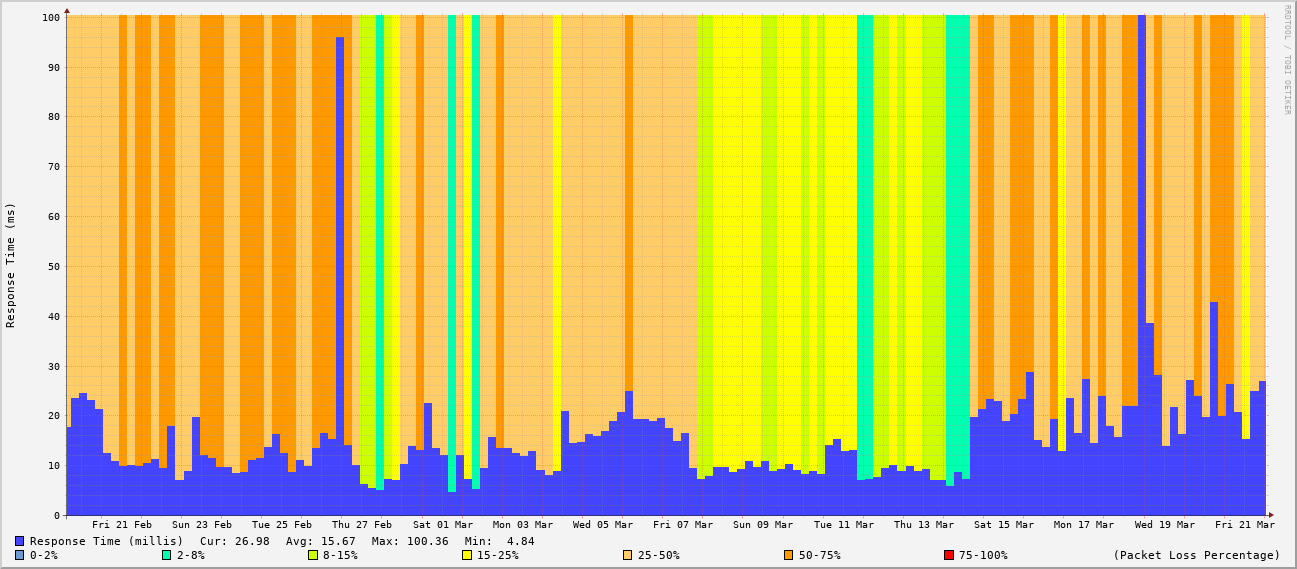 RRDTOOL / TOBI OETIKER
Response Time (ms)
100
90
80
70
60
50
40
30
20
10
0
Fri 21 Feb Sun 23 Feb Tue 25 Feb Thu 27 Feb Sat 01 Mar Mon 03 Mar Wed 05 Mar Fri 07 Mar Sun 09 Mar Tue 11 Mar Thu 13 Mar Sat 15 Mar Mon 17 Mar Wed 19 Mar Fri 21 Mar
Response Time (millis) Cur: 26.98 Avg: 15.67 Max: 100.36 Min: 4.84
0-2% 2-8% 8-15% 15-25% 25-50% 50-75% 75-100% (Packet Loss Percentage)